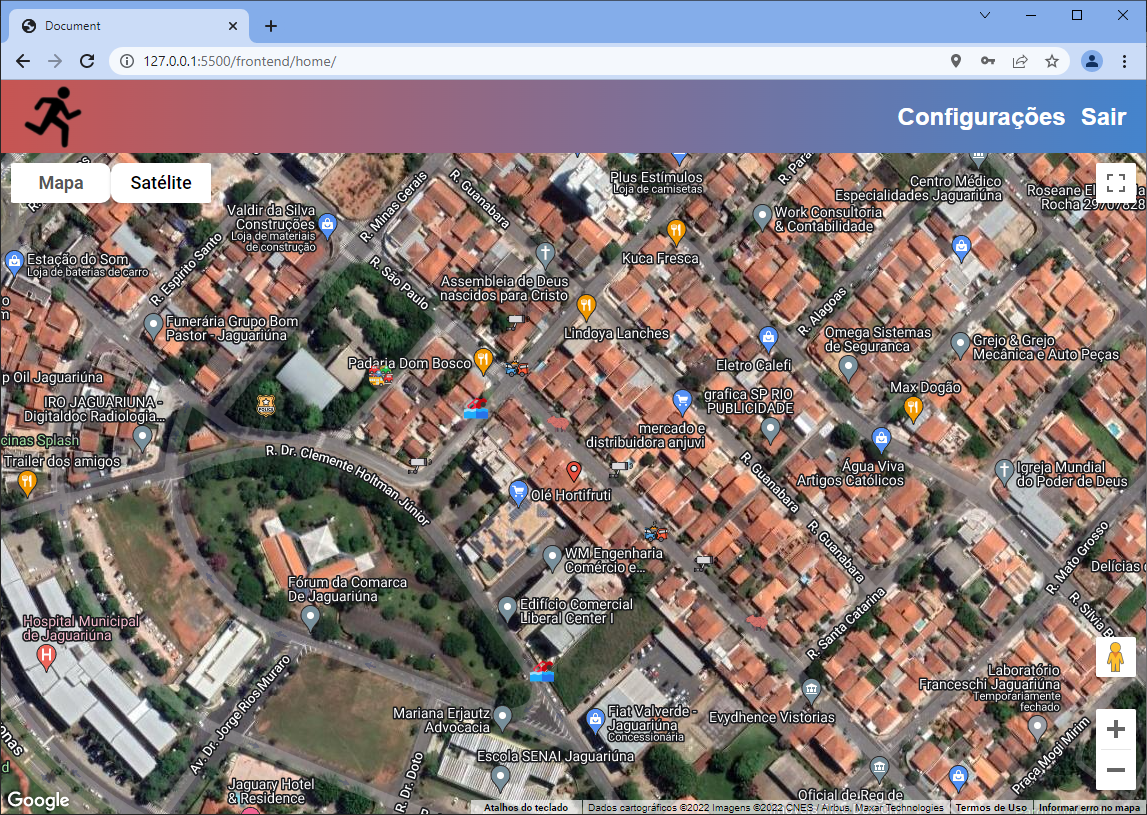 Document
127.0.0.1:5500/frontend/home/
Configurações Sair
Mapa
Satélite
Plus Estímulos
Loja de camisetas
R. Guanabara
R. Minas Gerais
Centro Médico
Especialidades Jaguariúna
Roseane El
Rocha 29707828
Valdir da Silva
Construções
Loja de materiais
de construção
Work Consultoria
& Contabilidade
R. Espírito Santo
Estação do Som
Loja de baterias de carro
Kuca Fresca
R. São Paulo
Assembleia de Deus
nascidos para Cristo
R. Alagoas
Funerária Grupo Bom
Pastor - Jaguariúna
Lindoya Lanches
Omega Sistemas
de Segurança
Grejo & Grejo
Mecânica e Auto Peças
Padaria Dom Bosco
Eletro Calefi
p Oil Jaguariuna
Max Dogão
IRO JAGUARIUNA -
Digitaldoc Radiologia...
grafica SP RIO
PUBLICIDADE
mercado e
distribuidora anjuvi
cinas Splash
Trailer dos amigos
R. Dr. Clemente Holtman Júnior
R. Guanabara
Água Viva
Artigos Católicos
Igreja Mundial
do Poder de Deus
Olé Hortifruti
R. Guanabara
R. Mato Grosso
WM Engenharia
Comércio e...
Delícias
Fórum da Comarca
De Jaguariúna
Edifício Comercial
Liberal Center I
R. Santa Catarina
R. Silvia B
Hospital Municipal
de Jaguariúna
Av. Dr. Jorge Rios Muraro
Laboratório
Franceschi Jaguariúna
Temporariamente
fechado
Mariana Erjautz
Advocacia
Fiat Valverde -
Jaguariúna
Concessionária
Evydhence Vistorias
Praça Mogi Mirim
Escola SENAI Jaguariúna
R. Dr. Doto
Jaguary Hotel
& Residence
Oficial de Reg de
Google
Atalhos do teclado
Dados cartográficos ©2022 Imagens ©2022 CNES / Airbus, Maxar Technologies
Termos de Uso
Informar erro no mapa